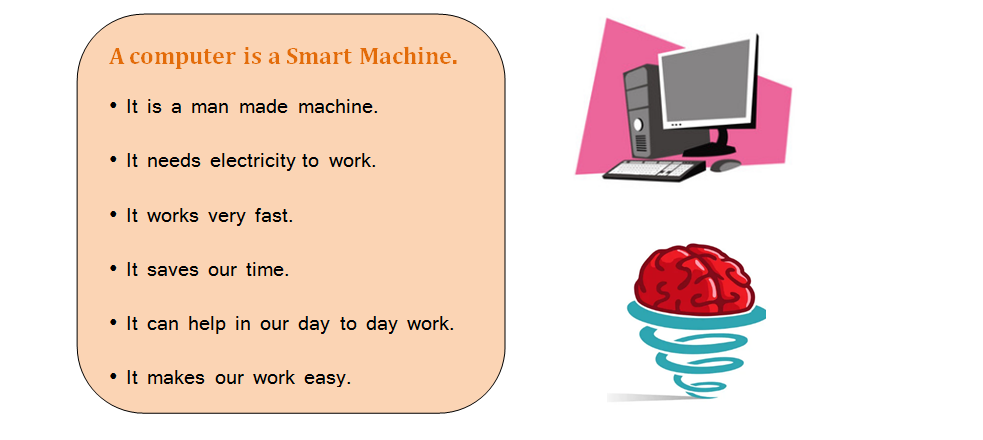 A computer is a Smart Machine.
• It is a man made machine.
• It needs electricity to work.
• It works very fast.
• It saves our time.
• It can help in our day to day work.
• It makes our work easy.